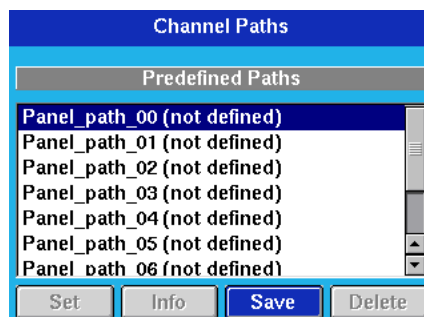 Channel Paths
Predefined Paths
Panel_path_00 (not defined)
Panel_path_01 (not defined)
Panel_path_02 (not defined)
Panel_path_03 (not defined)
Panel_path_04 (not defined)
Panel_path_05 (not defined)
Panel_path_06 (not defined)
Set Info Save Delete